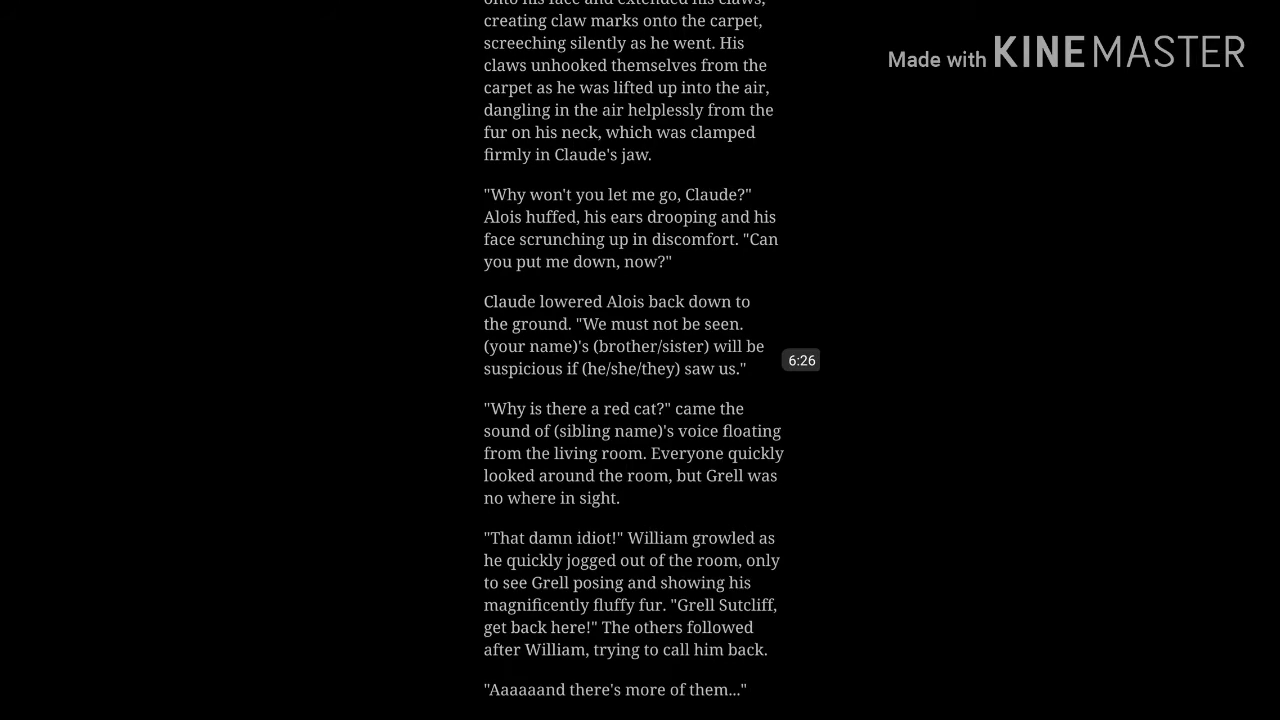 onto his face and extended his claws,
creating claw marks onto the carpet,
screeching silently as he went. His
claws unhooked themselves from the
carpet as he was lifted up into the air,
dangling in the air helplessly from the
fur on his neck, which was clamped
firmly in Claude's jaw.
"Why won't you let me go, Claude?"
Alois huffed, his ears drooping and his
face scrunching up in discomfort. "Can
you put me down, now?"
Claude lowered Alois back down to
the ground. "We must not be seen.
(your name)'s (brother/sister) will be
suspicious if (he/she/they) saw us."
"Why is there a red cat?" came the
sound of (sibling name)'s voice floating
from the living room. Everyone quickly
looked around the room, but Grell was
no where in sight.
"That damn idiot!" William growled as
he quickly jogged out of the room, only
to see Grell posing and showing his
magnificently fluffy fur. "Grell Sutcliff,
get back here!" The others followed
after William, trying to call him back.
"Aaaaaand there's more of them..."
Made with KINEMASTER
6:26